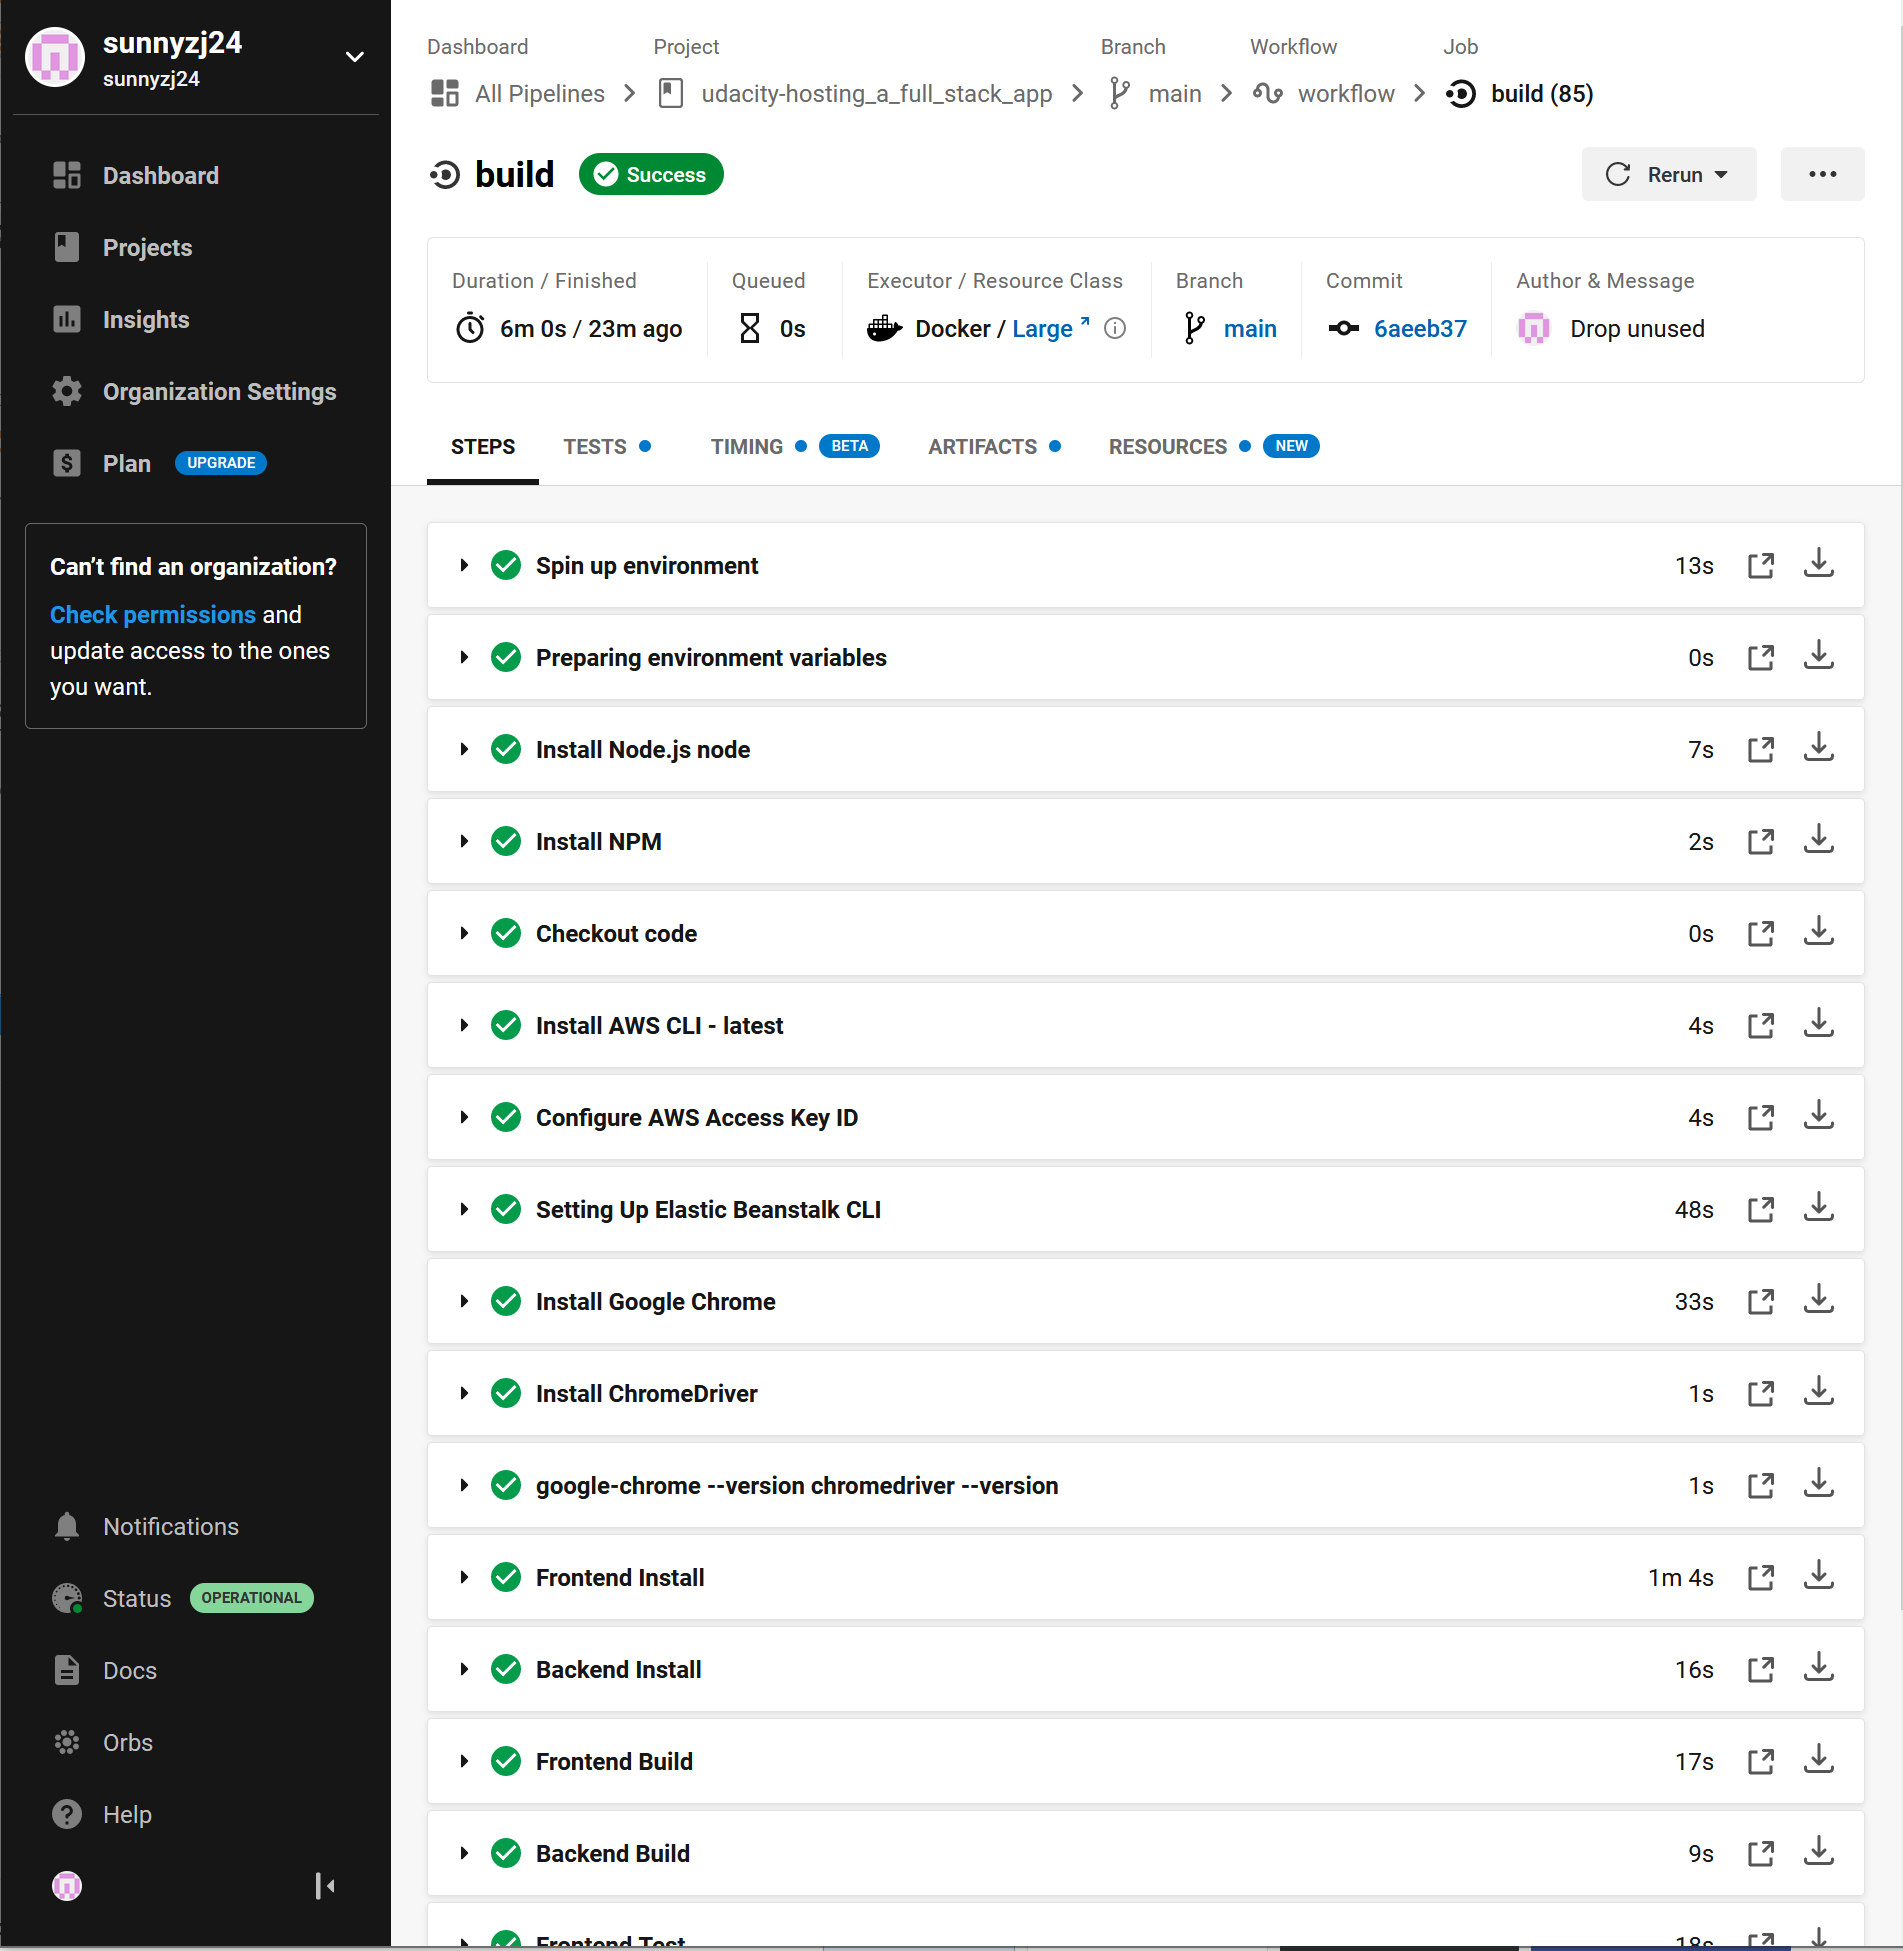 sunnyzj24
sunnyzj24
Dashboard
Projects
Insights
Organization Settings
Plan UPGRADE
Can't find an organization?
Check permissions and
update access to the ones
you want.
Notifications
Status OPERATIONAL
Docs
Orbs
Help
Dashboard Project Branch Workflow Job
All Pipelines udacity-hosting_a_full_stack_app main workflow build (85)
build Success Rerun
Duration / Finished Queued Executor / Resource Class Branch Commit Author & Message
6m 0s / 23m ago 0s Docker / Large main 6aeeb37 Drop unused
STEPS TESTS TIMING BETA ARTIFACTS RESOURCES NEW
Spin up environment 13s
Preparing environment variables 0s
Install Node.js node 7s
Install NPM 2s
Checkout code 0s
Install AWS CLI - latest 4s
Configure AWS Access Key ID 4s
Setting Up Elastic Beanstalk CLI 48s
Install Google Chrome 33s
Install ChromeDriver 1s
google-chrome --version chromedriver --version 1s
Frontend Install 1m 4s
Backend Install 16s
Frontend Build 17s
Backend Build 9s
Frontend Test 18s